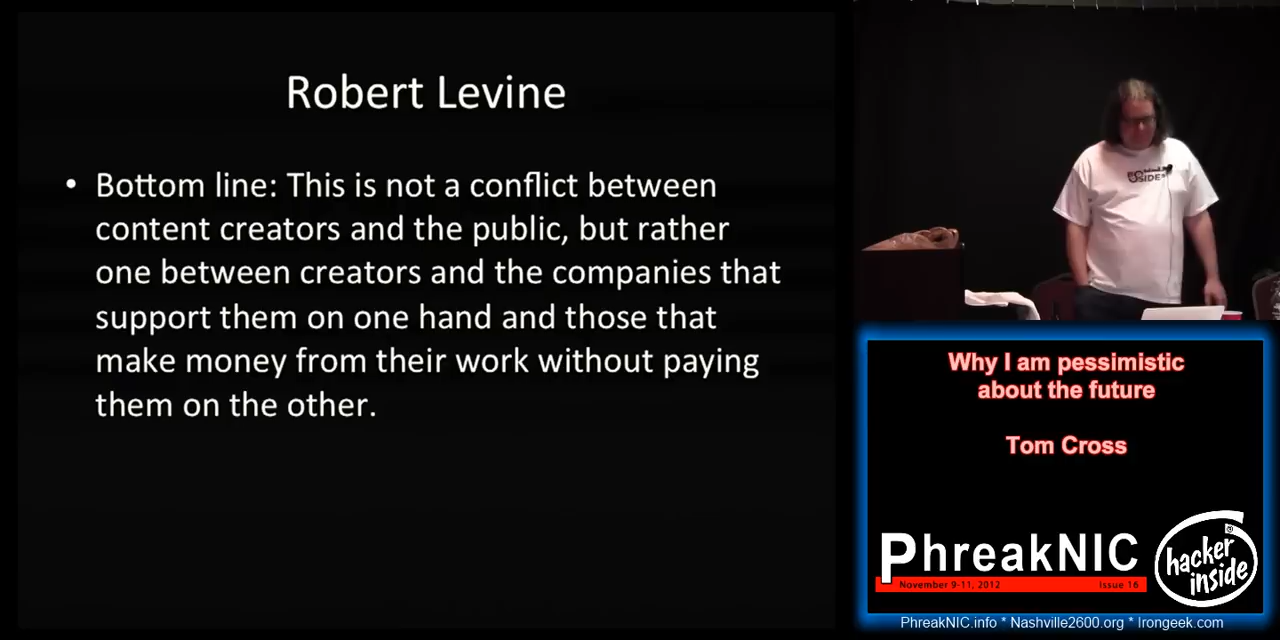 Robert Levine
• Bottom line: This is not a conflict between
content creators and the public, but rather
one between creators and the companies that
support them on one hand and those that
make money from their work without paying
them on the other.
Why I am pessimistic
about the future
Tom Cross
PhreakNIC
November 9-11, 2012 Issue 16
hacker
inside
PhreakNIC.info * Nashville2600.org * Irongeek.com